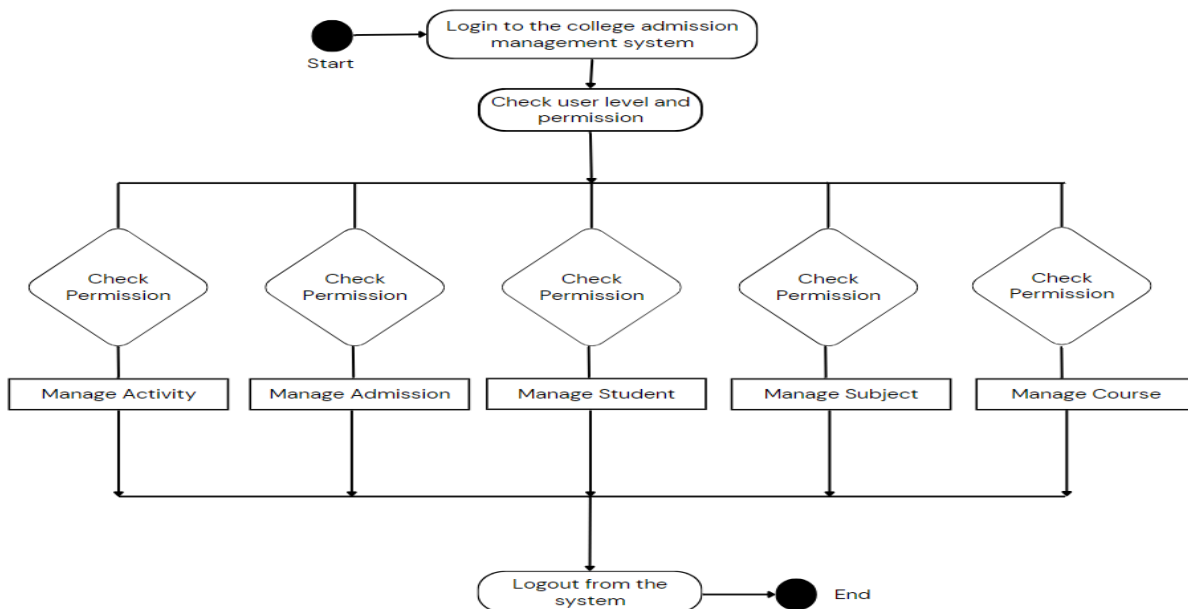 Login to the college admission
management system
Start
Check user level and
permission
Check
Permission
Check
Permission
Check
Permission
Check
Permission
Check
Permission
Manage Activity
Manage Admission
Manage Student
Manage Subject
Manage Course
Logout from the
system
End